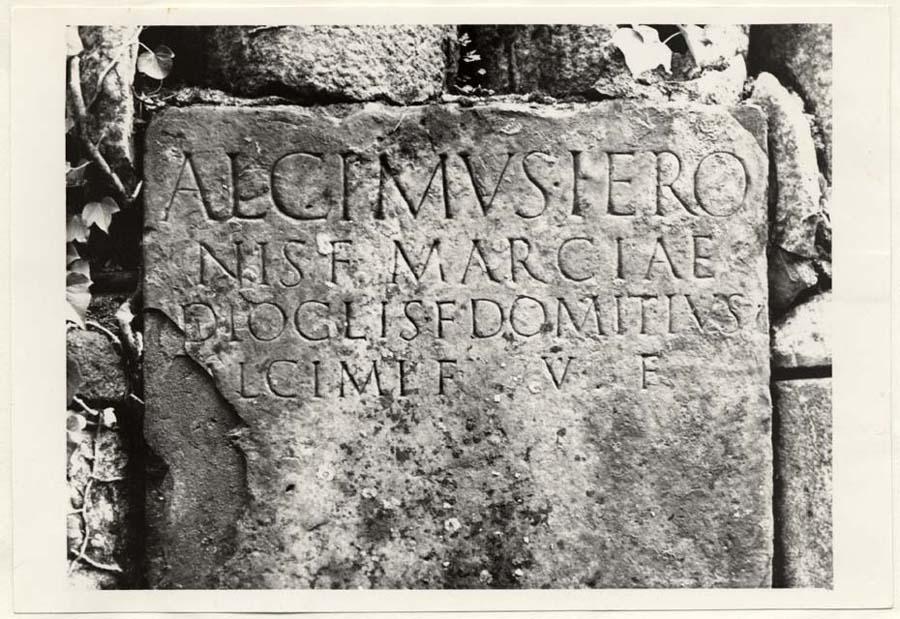 ALCIMVS·IERO
NIS·F MARCIAE
DIOCLIS·F DOMITIVS
LCIMI F V F